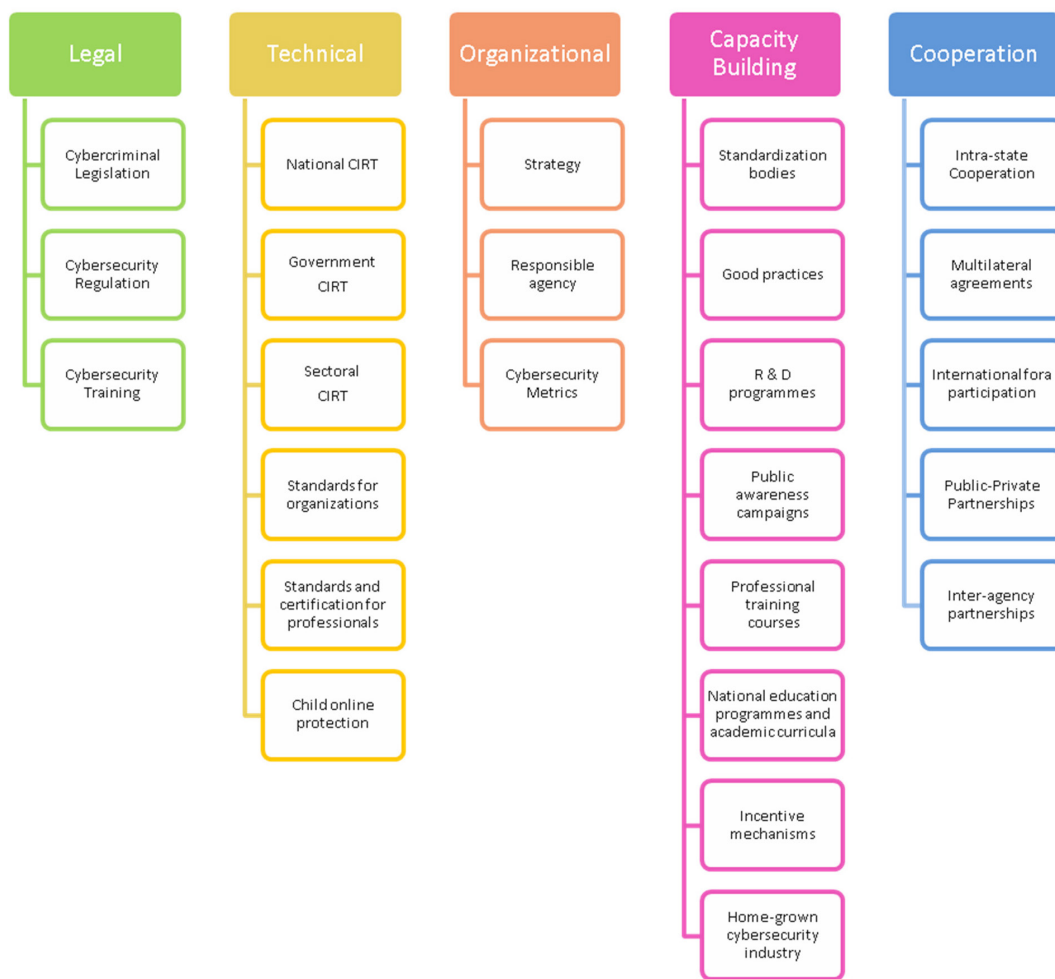 Legal
Cybercriminal
Legislation
Cybersecurity
Regulation
Cybersecurity
Training
Technical
National CIRT
Government
CIRT
Sectoral
CIRT
Standards for
organizations
Standards and
certification for
professionals
Child online
protection
Organizational
Strategy
Responsible
agency
Cybersecurity
Metrics
Capacity
Building
Standardization
bodies
Good practices
R & D
programmes
Public
awareness
campaigns
Professional
training
courses
National education
programmes and
academic curricula
Incentive
mechanisms
Home-grown
cybersecurity
industry
Cooperation
Intra-state
Cooperation
Multilateral
agreements
International fora
participation
Public-Private
Partnerships
Inter-agency
partnerships